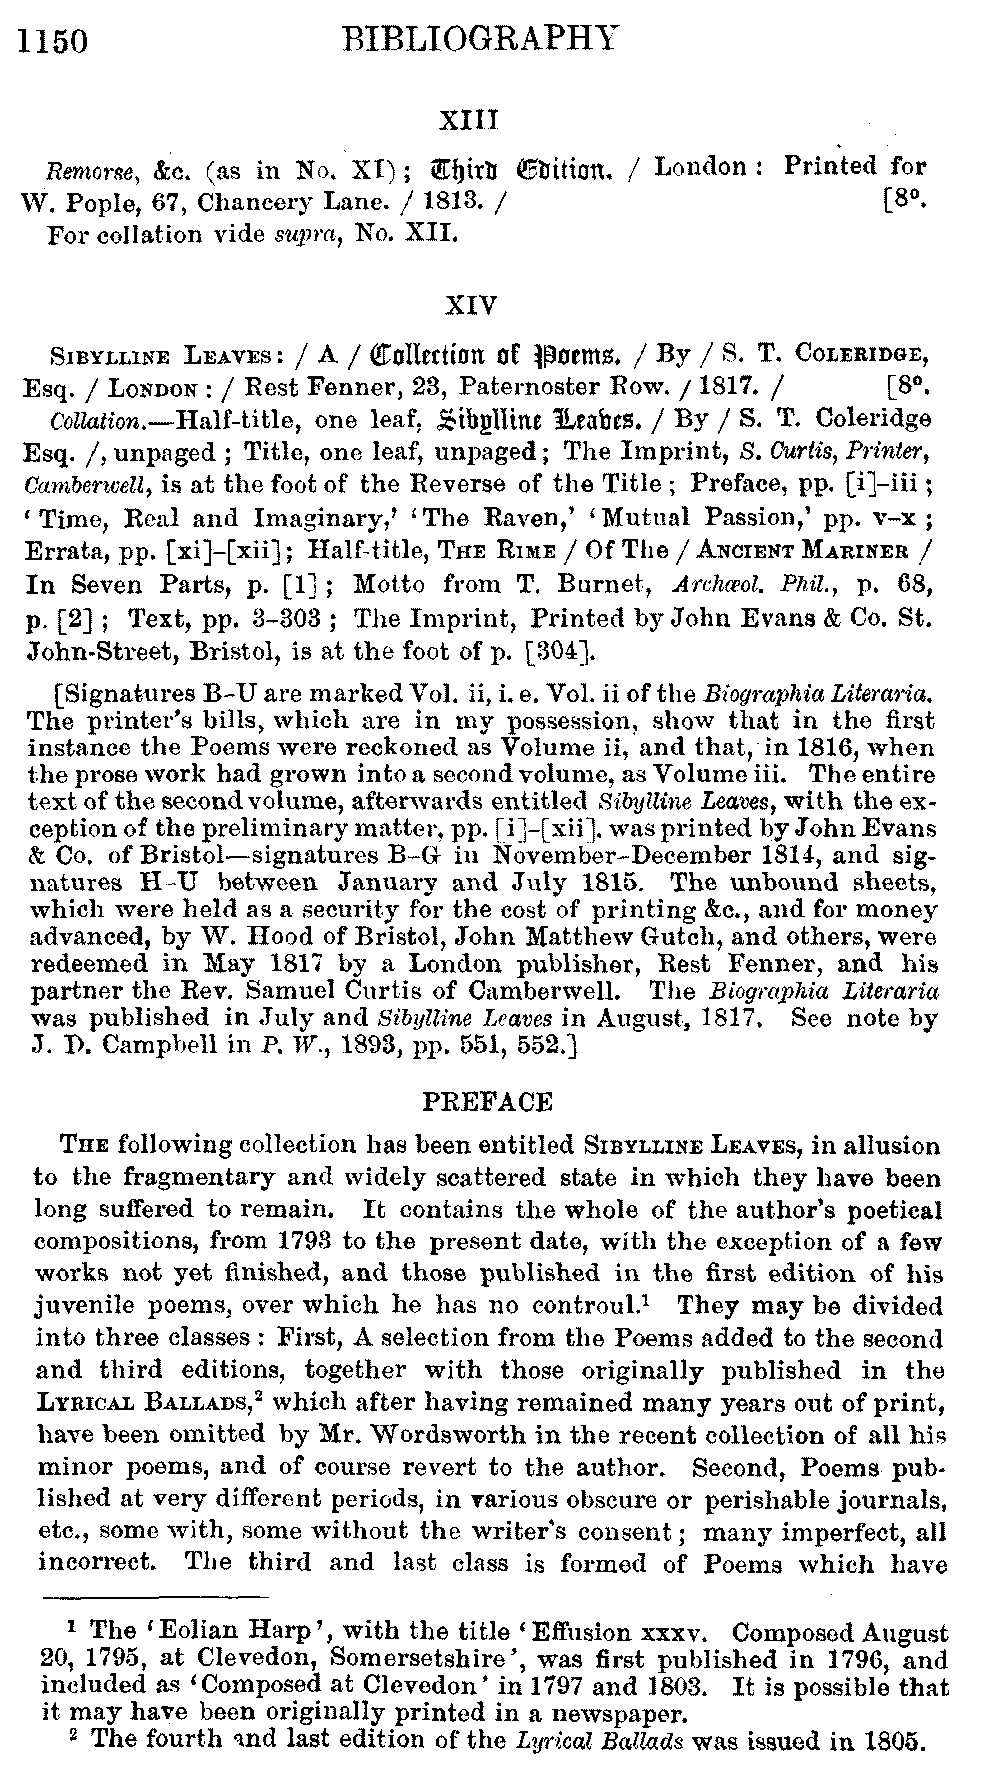 1150 BIBLIOGRAPHY
XIII
Remorse, &c. (as in No. XI); Third Edition. / London: Printed for
W. Pople, 67, Chancery Lane. / 1813. / [8º.
For collation vide supra, No. XII.
XIV
SIBYLLINE LEAVES: / A / Collection of Poems. / By / S. T. COLERIDGE,
Esq. / LONDON: / Rest Fenner, 23, Paternoster Row. / 1817. / [8º.
Collation.—Half-title, one leaf, Sibylline Leaves. / By / S. T. Coleridge
Esq. /, unpaged; Title, one leaf, unpaged; The Imprint, S. Curtis, Printer,
Camberwell, is at the foot of the Reverse of the Title; Preface, pp. [i]–iii;
'Time, Real and Imaginary,' 'The Raven,' 'Mutual Passion,' pp. v–x;
Errata, pp. [xi]–[xii]; Half-title, THE RIME / Of The / ANCIENT MARINER /
In Seven Parts, p. [1]; Motto from T. Burnet, Archæol. Phil., p. 68,
p. [2]; Text, pp. 3–303; The Imprint, Printed by John Evans & Co. St.
John-Street, Bristol, is at the foot of p. [304].
[Signatures B–U are marked Vol. ii, i.e. Vol. ii of the Biographia Literaria.
The printer's bills, which are in my possession, show that in the first
instance the Poems were reckoned as Volume ii, and that, in 1816, when
the prose work had grown into a second volume, as Volume iii. The entire
text of the second volume, afterwards entitled Sibylline Leaves, with the ex-
ception of the preliminary matter, pp. [i]–[xii], was printed by John Evans
& Co. of Bristol—signatures B–G in November–December 1814, and sig-
natures H–U between January and July 1815. The unbound sheets,
which were held as a security for the cost of printing &c., and for money
advanced, by W. Hood of Bristol, John Matthew Gutch, and others, were
redeemed in May 1817 by a London publisher, Rest Fenner, and his
partner the Rev. Samuel Curtis of Camberwell. The Biographia Literaria
was published in July and Sibylline Leaves in August, 1817. See note by
J. D. Campbell in P. W., 1893, pp. 551, 552.]
PREFACE
THE following collection has been entitled SIBYLLINE LEAVES, in allusion
to the fragmentary and widely scattered state in which they have been
long suffered to remain. It contains the whole of the author's poetical
compositions, from 1793 to the present date, with the exception of a few
works not yet finished, and those published in the first edition of his
juvenile poems, over which he has no controul.¹ They may be divided
into three classes: First, A selection from the Poems added to the second
and third editions, together with those originally published in the
LYRICAL BALLADS,² which after having remained many years out of print,
have been omitted by Mr. Wordsworth in the recent collection of all his
minor poems, and of course revert to the author. Second, Poems pub-
lished at very different periods, in various obscure or perishable journals,
etc., some with, some without the writer's consent; many imperfect, all
incorrect. The third and last class is formed of Poems which have
¹ The 'Eolian Harp', with the title 'Effusion xxxv. Composed August
20, 1795, at Clevedon, Somersetshire', was first published in 1796, and
included as 'Composed at Clevedon' in 1797 and 1803. It is possible that
it may have been originally printed in a newspaper.
² The fourth and last edition of the Lyrical Ballads was issued in 1805.